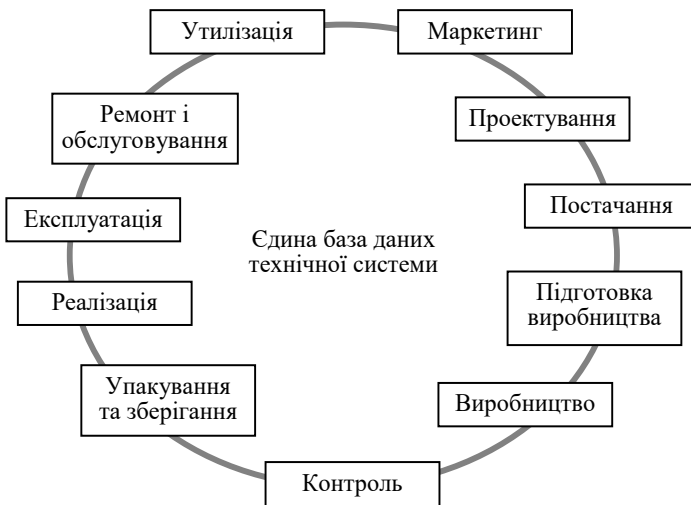 Утилізація
Маркетинг
Ремонт і
обслуговування
Проектування
Експлуатація
Постачання
Єдина база даних
технічної системи
Реалізація
Підготовка
виробництва
Упакування
та зберігання
Виробництво
Контроль